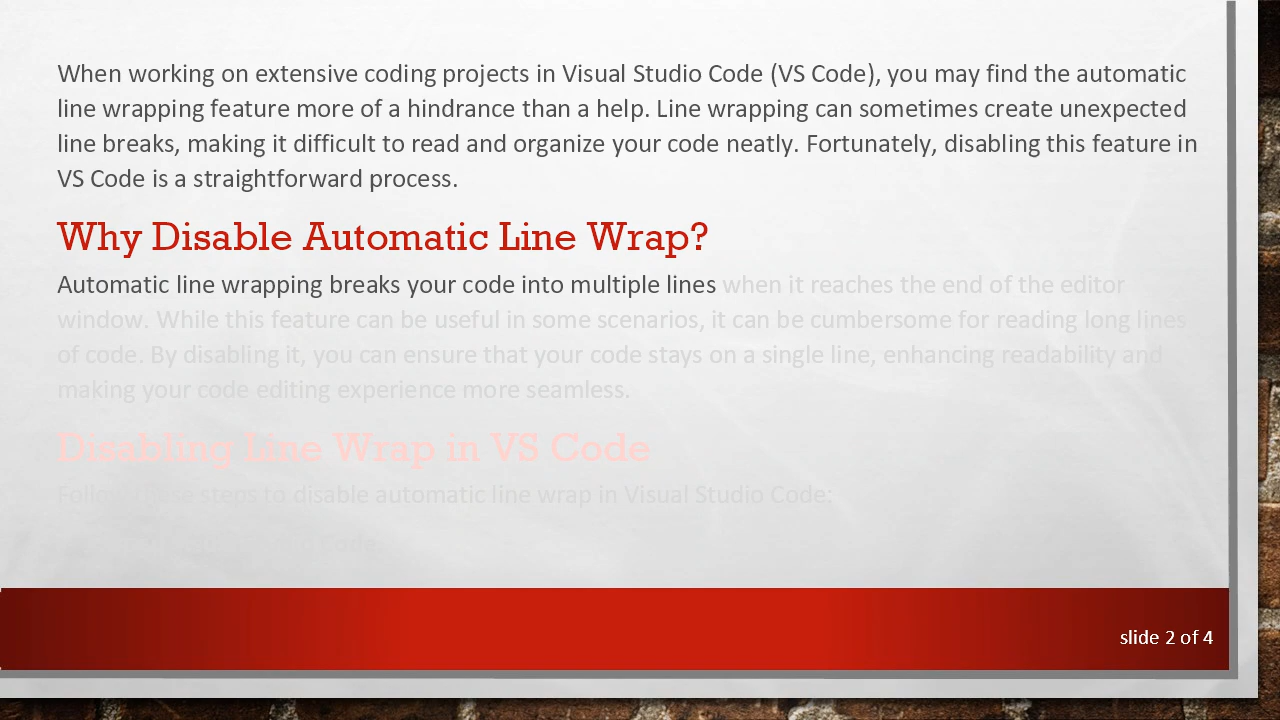 When working on extensive coding projects in Visual Studio Code (VS Code), you may find the automatic
line wrapping feature more of a hindrance than a help. Line wrapping can sometimes create unexpected
line breaks, making it difficult to read and organize your code neatly. Fortunately, disabling this feature in
VS Code is a straightforward process.
Why Disable Automatic Line Wrap?
Automatic line wrapping breaks your code into multiple lines when it reaches the end of the editor
window. While this feature can be useful in some scenarios, it can be cumbersome for reading long lines
of code. By disabling it, you can ensure that your code stays on a single line, enhancing readability and
making your code editing experience more seamless.
Disabling Line Wrap in VS Code
Follow these steps to disable automatic line wrap in Visual Studio Code:
slide 2 of 4